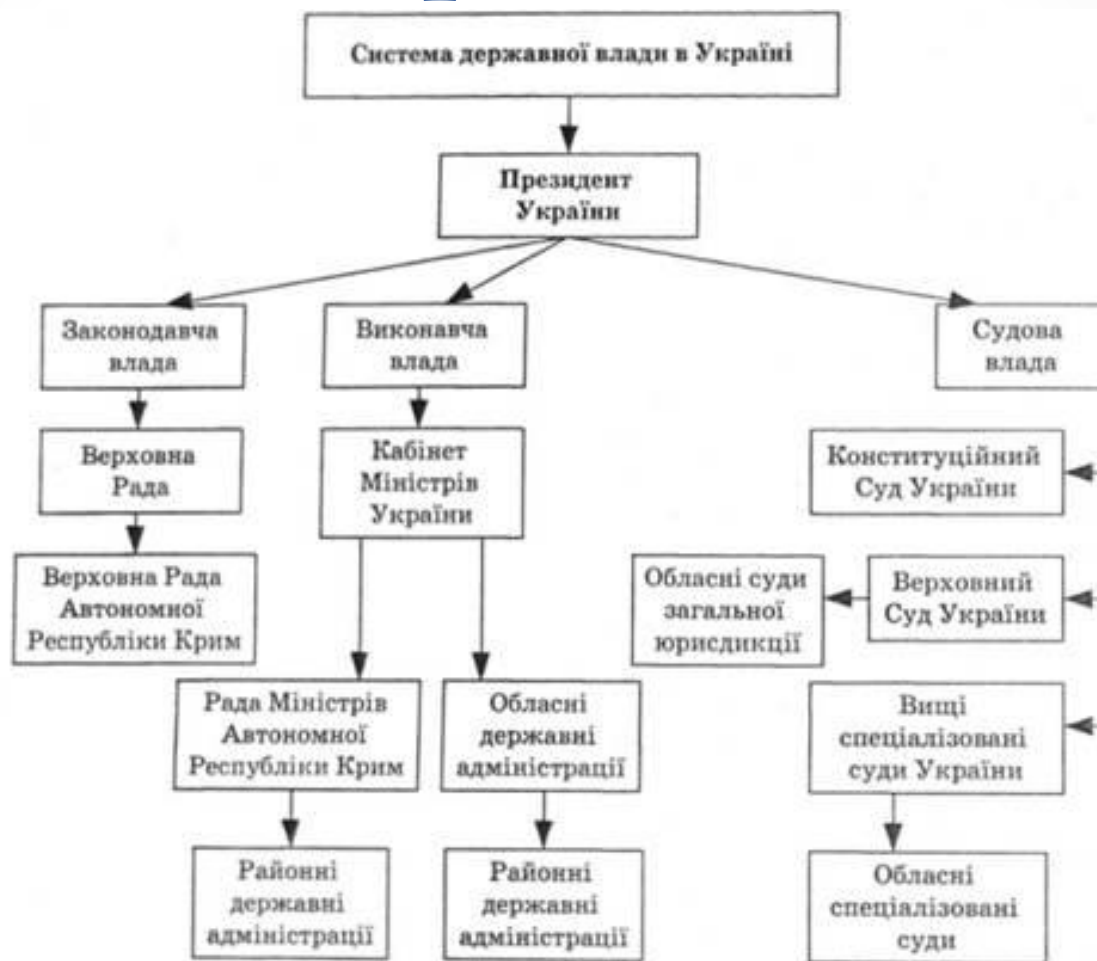 Система державної влади в Україні
Президент
України
Законодавча
влада
Виконавча
влада
Судова
влада
Верховна
Рада
Кабінет
Міністрів
України
Конституційний
Суд України
Верховна Рада
Автономної
Республіки Крим
Обласні суди
загальної
юрисдикції
Верховний
Суд України
Рада Міністрів
Автономної
Республіки Крим
Обласні
державні
адміністрації
Вищі
спеціалізовані
суди України
Районні
державні
адміністрації
Районні
державні
адміністрації
Обласні
спеціалізовані
суди